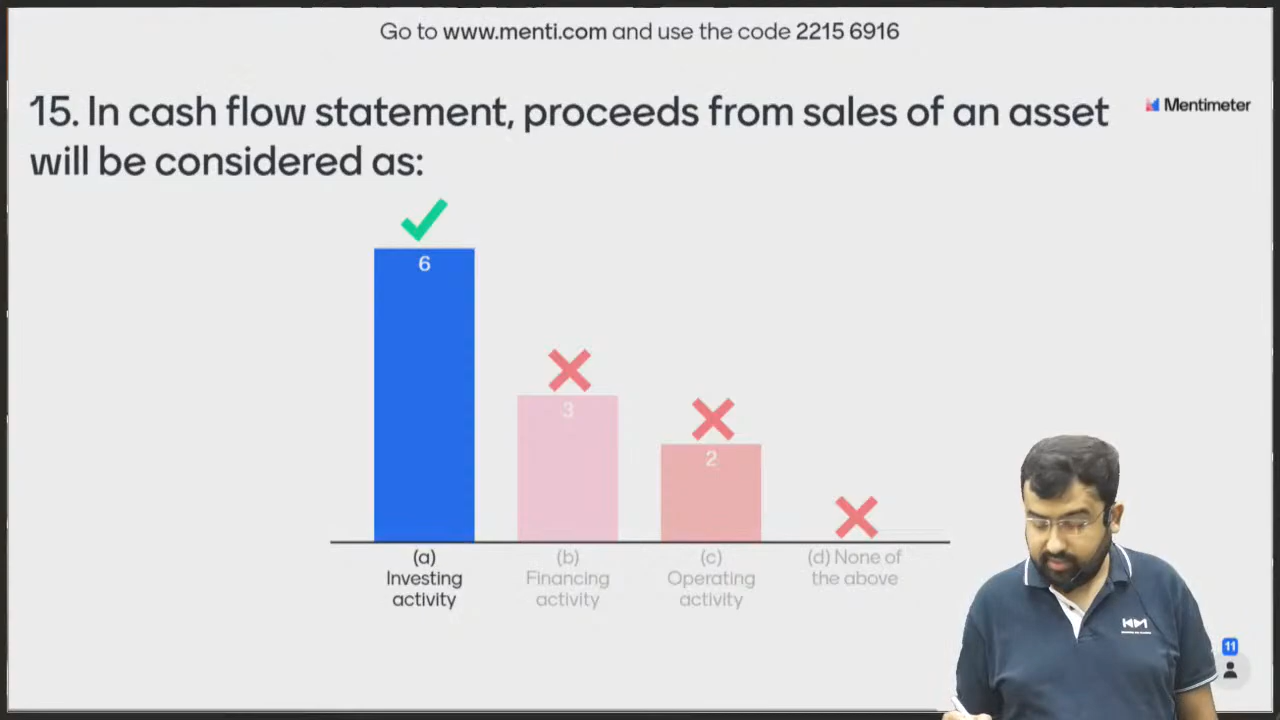 Go to www.menti.com and use the code 2215 6916
15. In cash flow statement, proceeds from sales of an asset
will be considered as:
Mentimeter
6
3
2
(a)
Investing
activity
(b)
Financing
activity
(c)
Operating
activity
(d) None of
the above
11